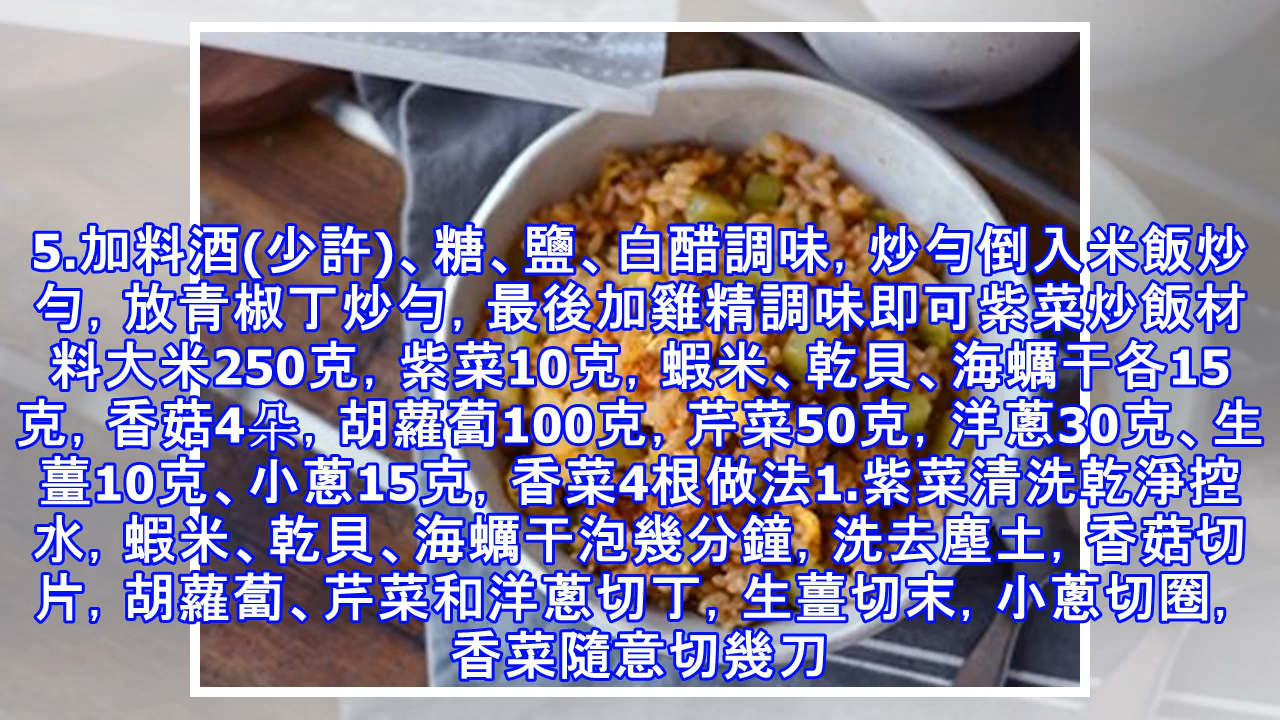 5.加料酒(少許)、糖、鹽、白醋調味, 炒勻倒入米飯炒
勻, 放青椒丁炒勻, 最後加雞精調味即可紫菜炒飯材
料大米250克, 紫菜10克, 蝦米、乾貝、海蠣干各15
克, 香菇4朵, 胡蘿蔔100克, 芹菜50克, 洋蔥30克、生
薑10克、小蔥15克, 香菜4根做法1.紫菜清洗乾淨控
水, 蝦米、乾貝、海蠣干泡幾分鐘, 洗去塵土, 香菇切
片, 胡蘿蔔、芹菜和洋蔥切丁, 生薑切末, 小蔥切圈,
香菜隨意切幾刀